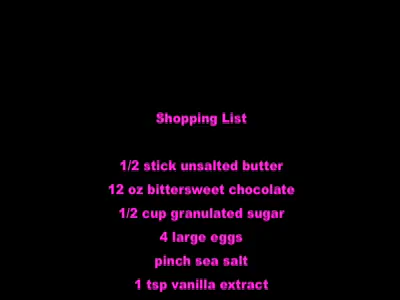 Shopping List
1/2 stick unsalted butter
12 oz bittersweet chocolate
1/2 cup granulated sugar
4 large eggs
pinch sea salt
1 tsp vanilla extract